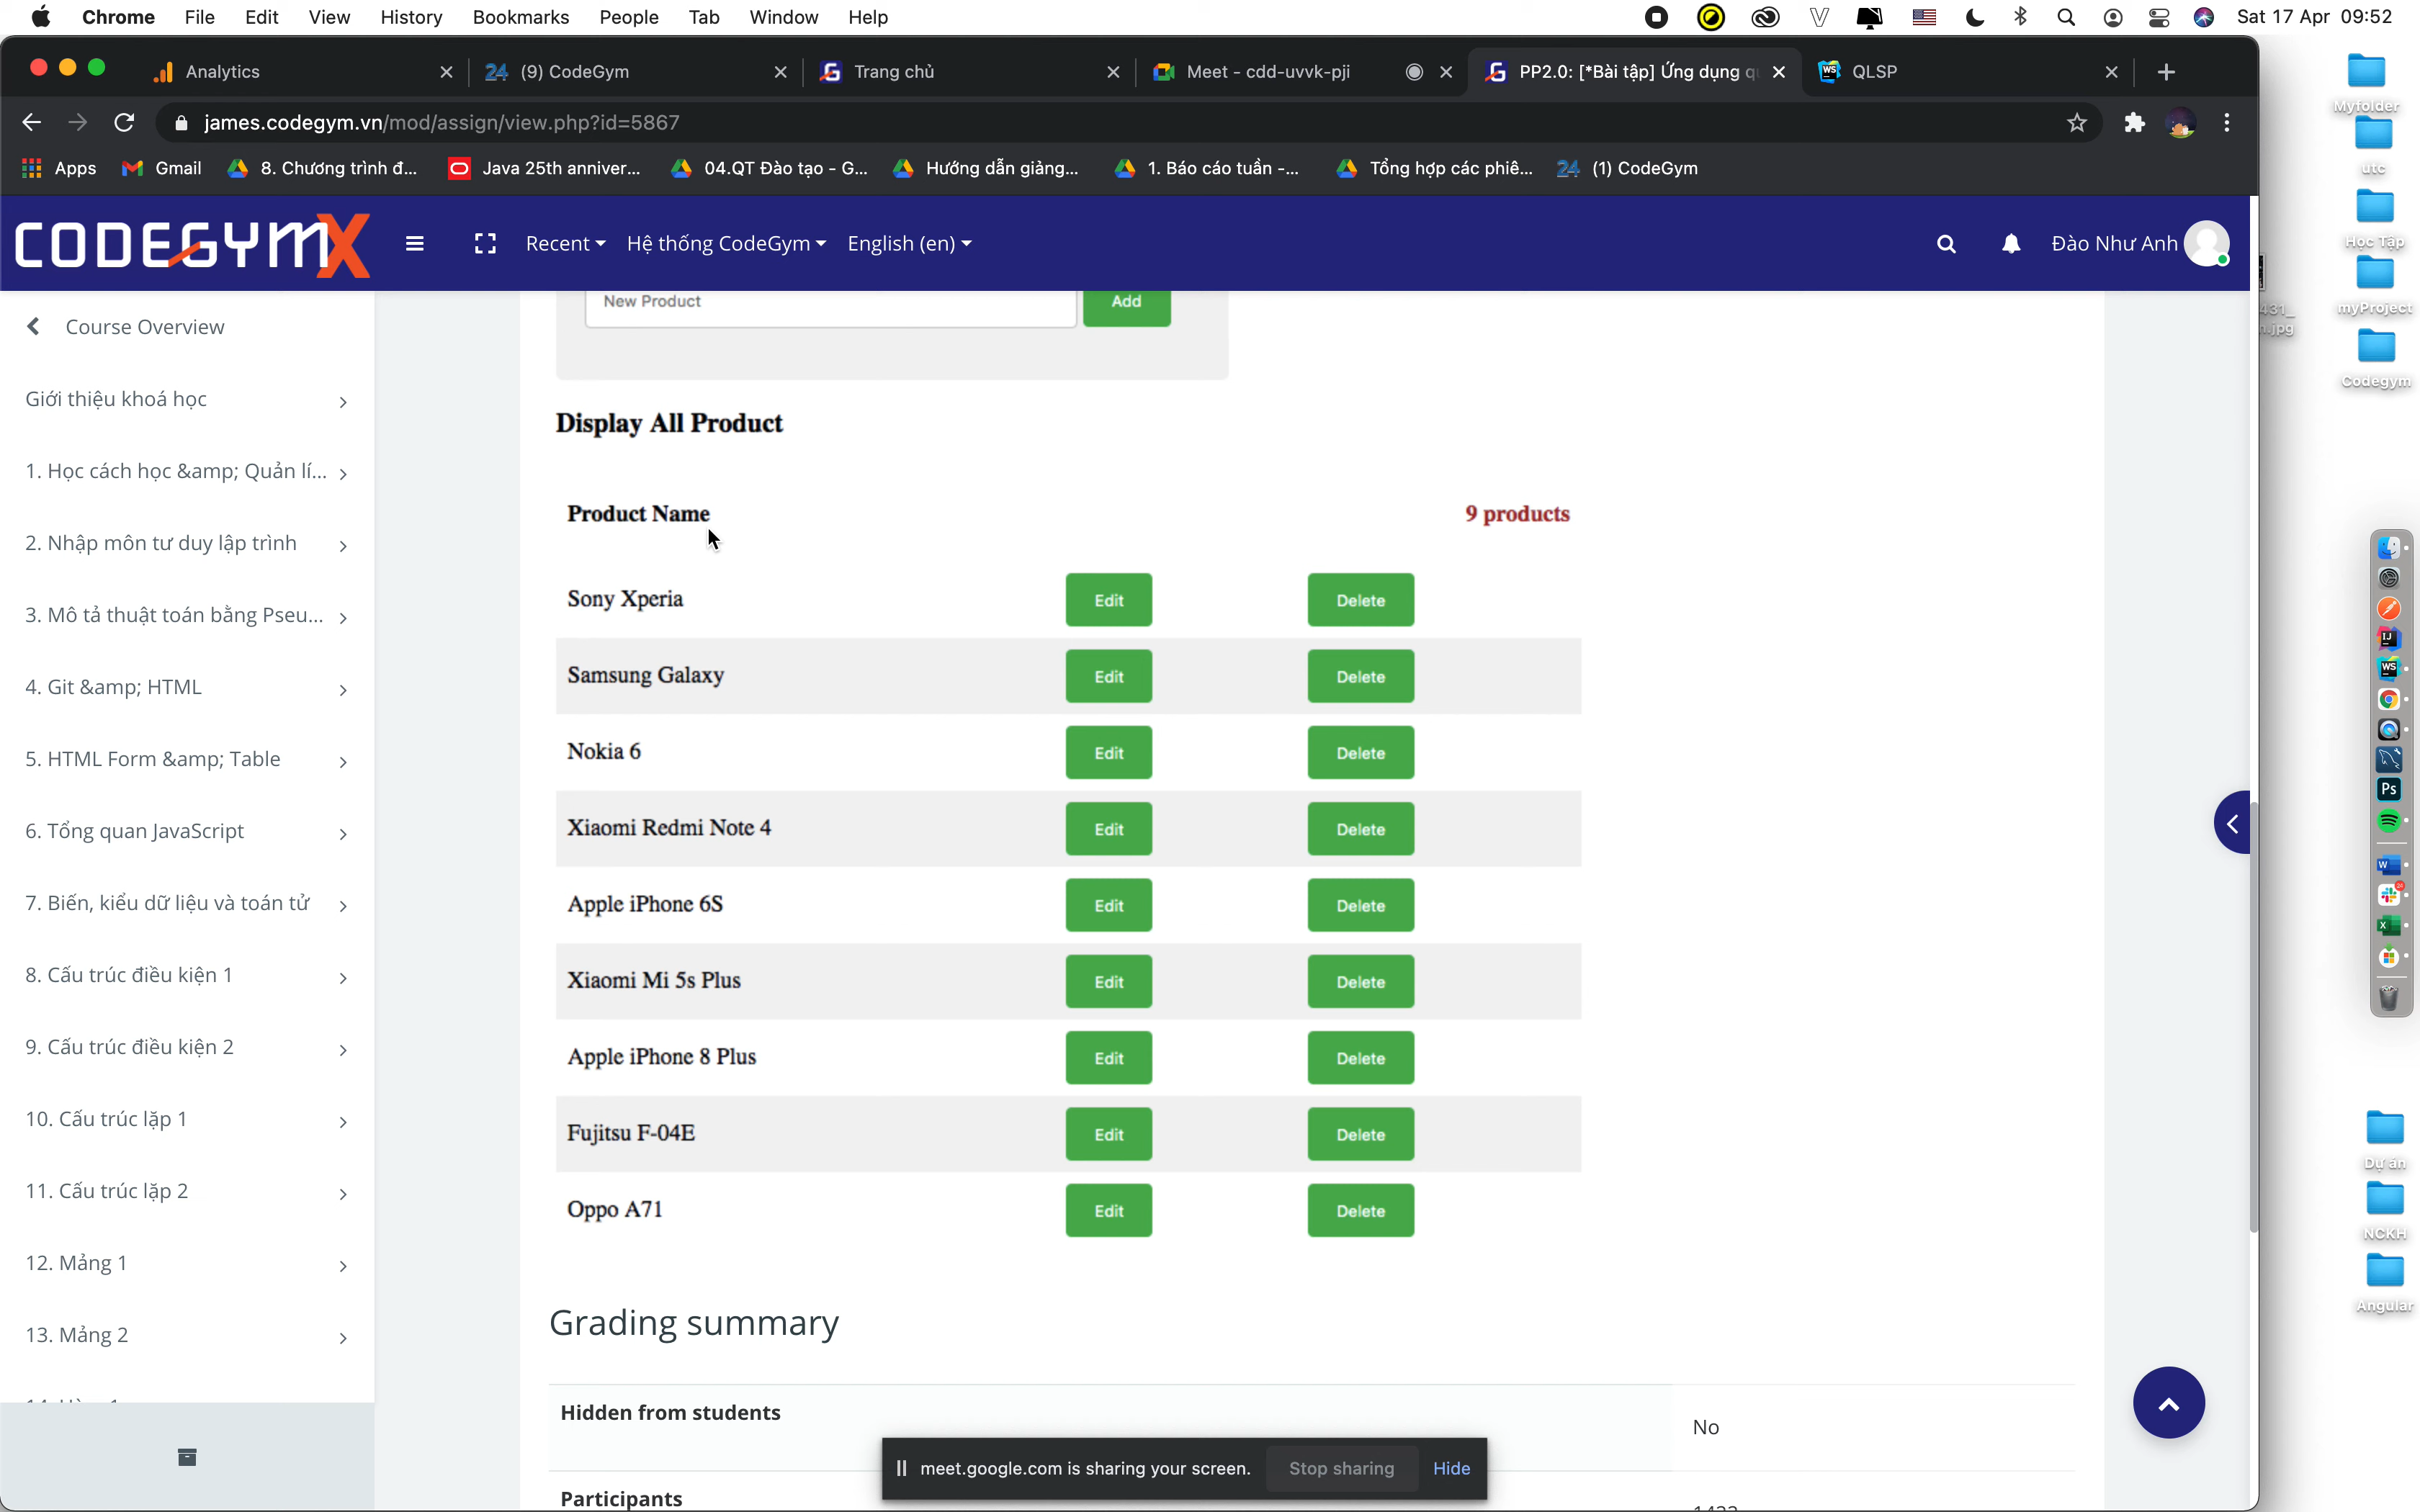 Chrome File Edit View History Bookmarks People Tab Window Help Sat 17 Apr 09:52
Analytics (9) CodeGym Trang chủ Meet - cdd-uvvk-pji PP2.0: [*Bài tập] Ứng dụng QLSP
james.codegym.vn/mod/assign/view.php?id=5867
Apps Gmail 8. Chương trình đ... Java 25th anniver... 04.QT Đào tạo - G... Hướng dẫn giảng... 1. Báo cáo tuần -... Tổng hợp các phiê... 24 (1) CodeGym
CODEGYMX Recent Hệ thống CodeGym English (en) Đào Như Anh
Course Overview
Giới thiệu khoá học
1. Học cách học &amp; Quản lí...
2. Nhập môn tư duy lập trình
3. Mô tả thuật toán bằng Pseu...
4. Git &amp; HTML
5. HTML Form &amp; Table
6. Tổng quan JavaScript
7. Biến, kiểu dữ liệu và toán tử
8. Cấu trúc điều kiện 1
9. Cấu trúc điều kiện 2
10. Cấu trúc lặp 1
11. Cấu trúc lặp 2
12. Mảng 1
13. Mảng 2
New Product Add
Display All Product
Product Name 9 products
Sony Xperia Edit Delete
Samsung Galaxy Edit Delete
Nokia 6 Edit Delete
Xiaomi Redmi Note 4 Edit Delete
Apple iPhone 6S Edit Delete
Xiaomi Mi 5s Plus Edit Delete
Apple iPhone 8 Plus Edit Delete
Fujitsu F-04E Edit Delete
Oppo A71 Edit Delete
Grading summary
Hidden from students No
Participants
meet.google.com is sharing your screen. Stop sharing Hide
Myfolder
utc
Học Tập
myProject
Codegym
Dự án
NCKH
Angular